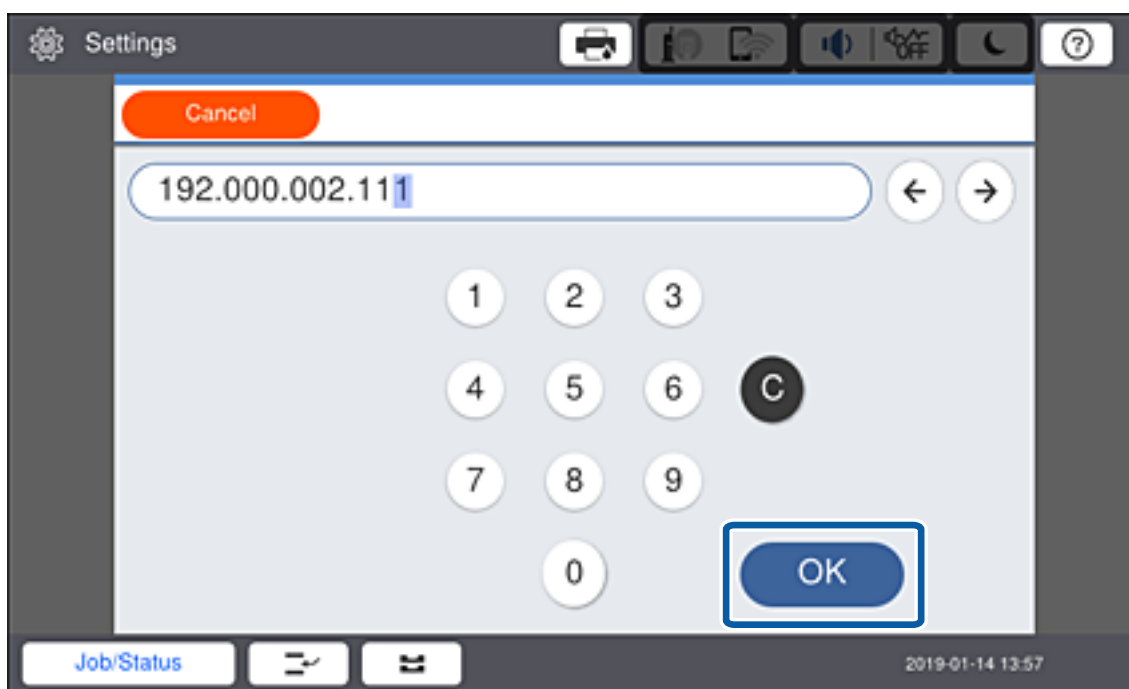 Settings
OFF
?
Cancel
192.000.002.111
1 2 3
4 5 6 C
7 8 9
0 OK
Job/Status
2019-01-14 13:57